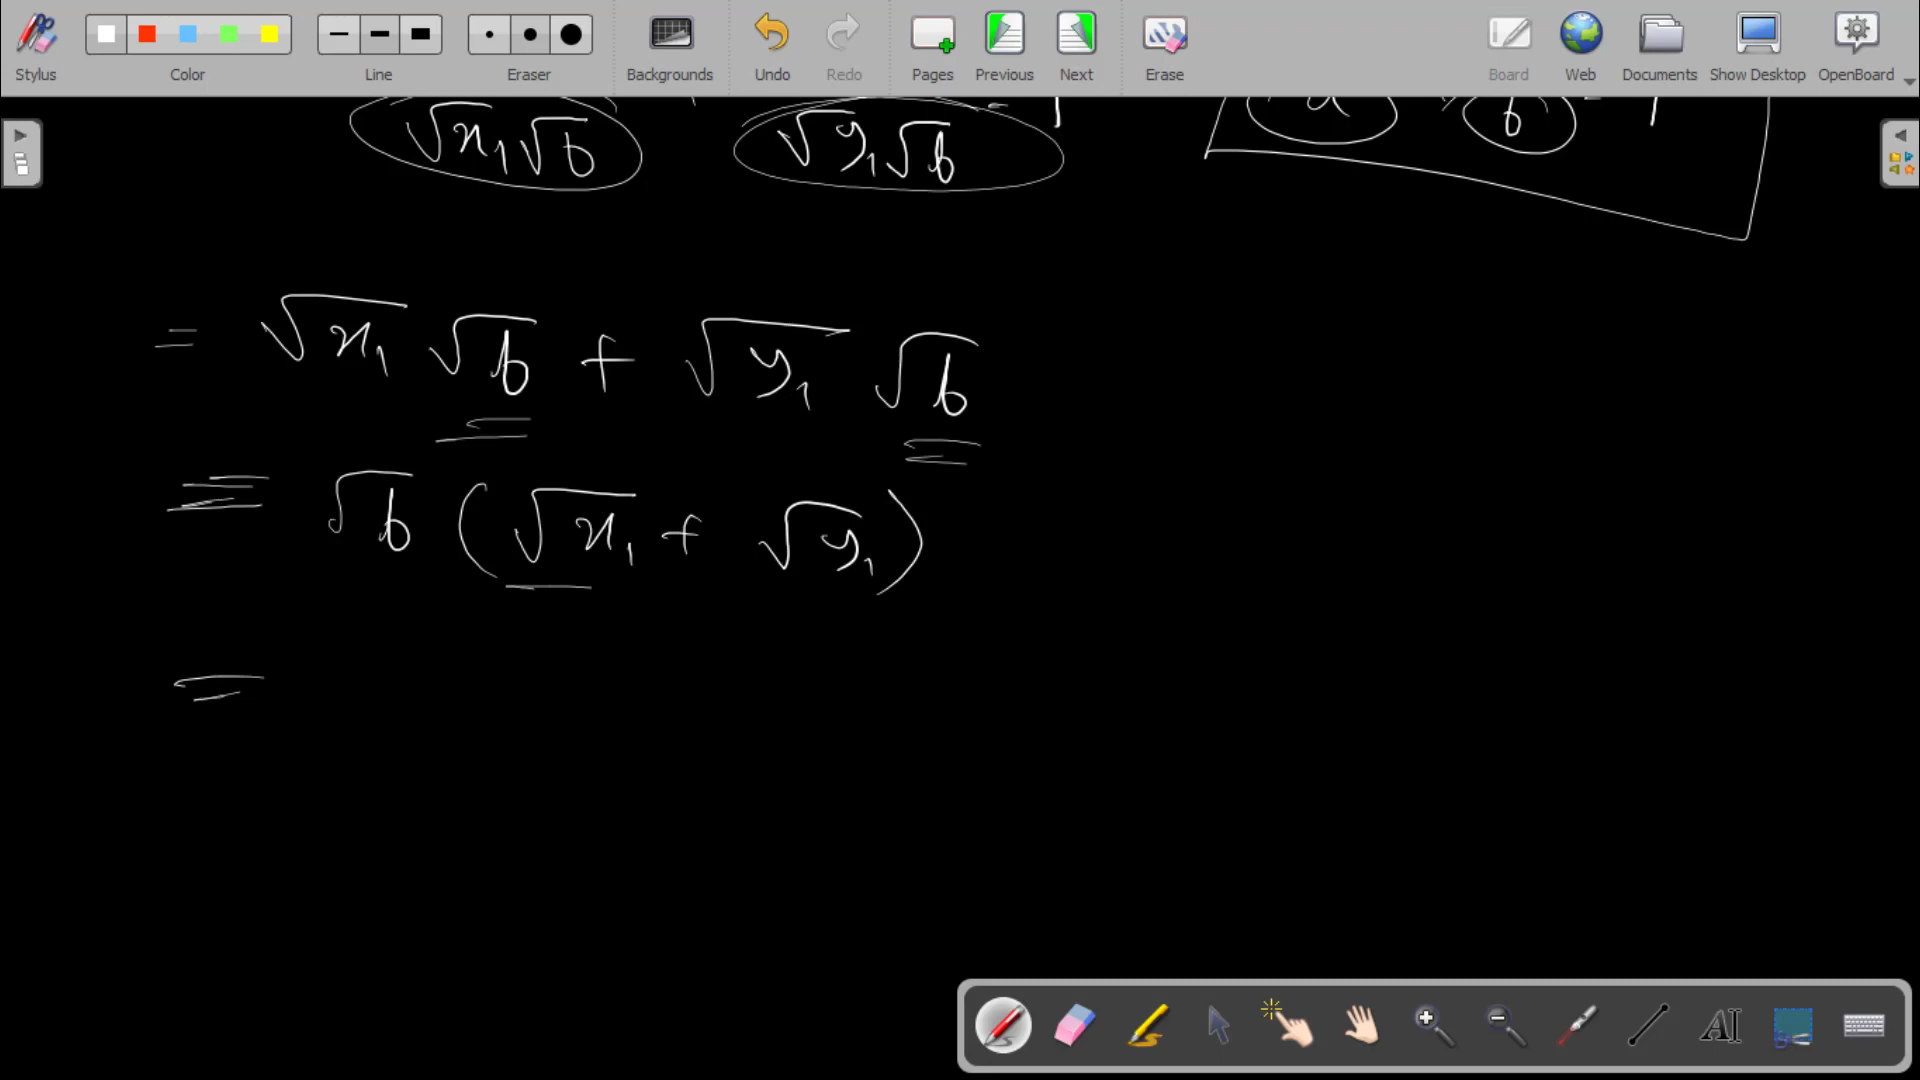 Stylus Color Line Eraser Backgrounds Undo Redo Pages Previous Next Erase Board Web Documents Show Desktop OpenBoard
√x₁√b √y₁√b b
= √x₁ √b + √y₁ √b
= √b (√x₁ + √y₁)
=